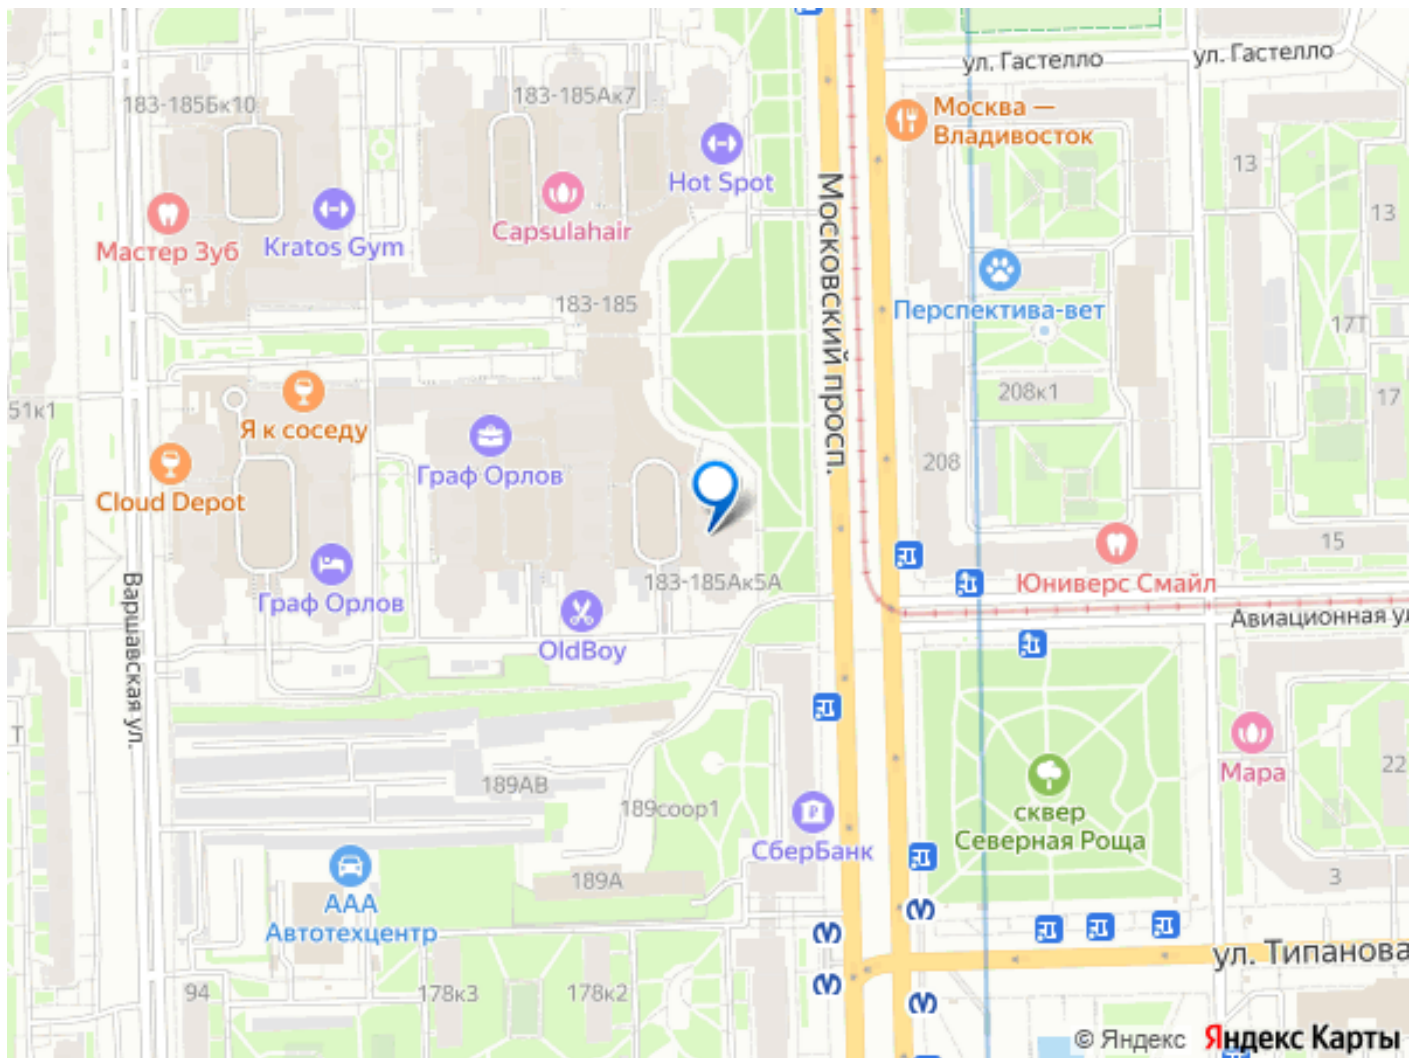 ул. Гастелло
ул. Гастелло
183-185Бк10
183-185Ак7
Москва —
Владивосток
Hot Spot
13
13
Capsulahair
Мастер Зуб
Kratos Gym
Московский просп.
183-185
Перспектива-вет
17Т
208к1
17
51к1
Я к соседу
Граф Орлов
208
Cloud Depot
15
183-185Ак5А
Юниверс Смайл
Граф Орлов
Варшавская ул.
OldBoy
Авиационная ул
Т
Мара
22
189АВ
189соор1
СберБанк
сквер
Северная Роща
189А
3
ААА
Автотехцентр
ул. Типанова
94
178к3
178к2
© Яндекс Яндекс Карты